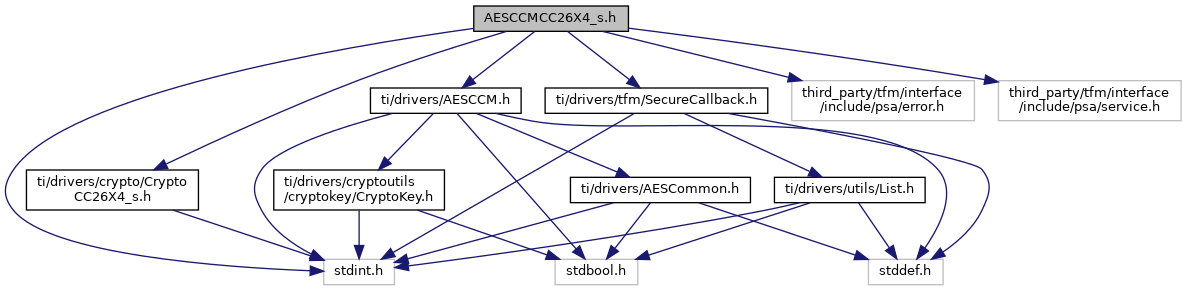 AESCCMCC26X4_s.h
ti/drivers/AESCCM.h
ti/drivers/tfm/SecureCallback.h
third_party/tfm/interface
/include/psa/error.h
third_party/tfm/interface
/include/psa/service.h
ti/drivers/crypto/Crypto
CC26X4_s.h
ti/drivers/cryptoutils
/cryptokey/CryptoKey.h
ti/drivers/AESCommon.h
ti/drivers/utils/List.h
stdint.h
stdbool.h
stddef.h